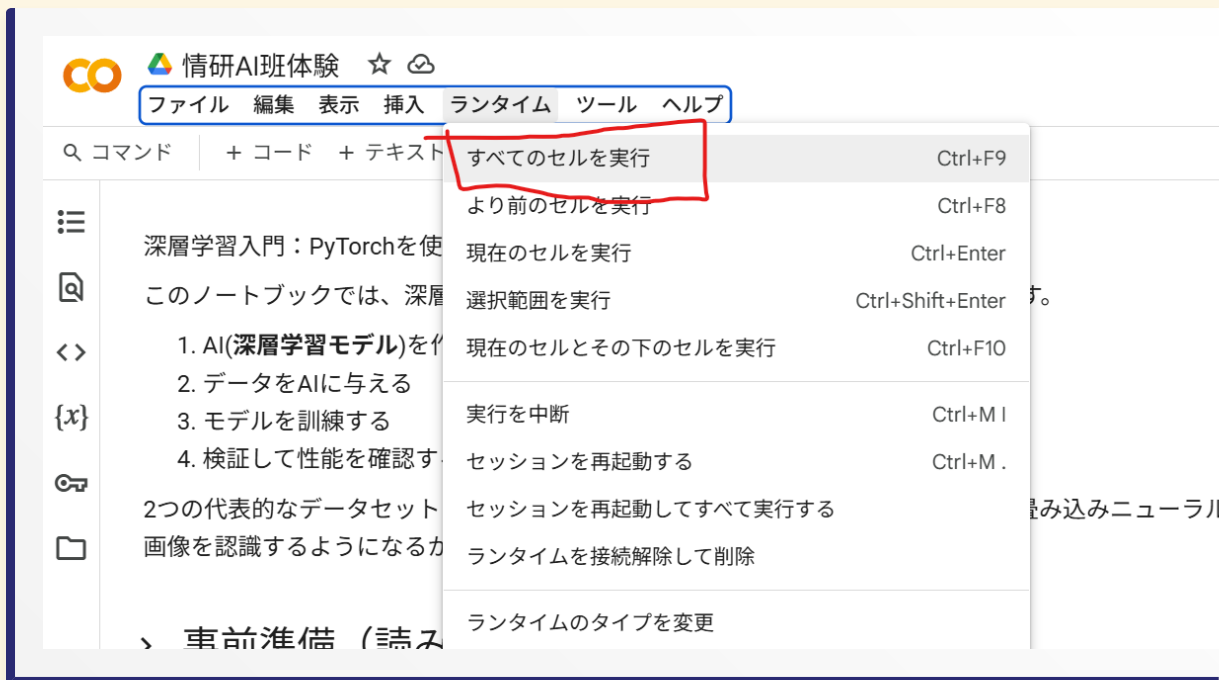 情研AI班体験
ファイル 編集 表示 挿入 ランタイム ツール ヘルプ
コマンド + コード + テキスト
すべてのセルを実行 Ctrl+F9
より前のセルを実行 Ctrl+F8
現在のセルを実行 Ctrl+Enter
選択範囲を実行 Ctrl+Shift+Enter
現在のセルとその下のセルを実行 Ctrl+F10
実行を中断 Ctrl+M I
セッションを再起動する Ctrl+M .
セッションを再起動してすべて実行する
ランタイムを接続解除して削除
ランタイムのタイプを変更
深層学習入門：PyTorchを使
このノートブックでは、深層 す。
1. AI(深層学習モデル)を作
2. データをAIに与える
3. モデルを訓練する
4. 検証して性能を確認す
2つの代表的なデータセット 畳み込みニューラル
画像を認識するようになるか
事前準備（読み